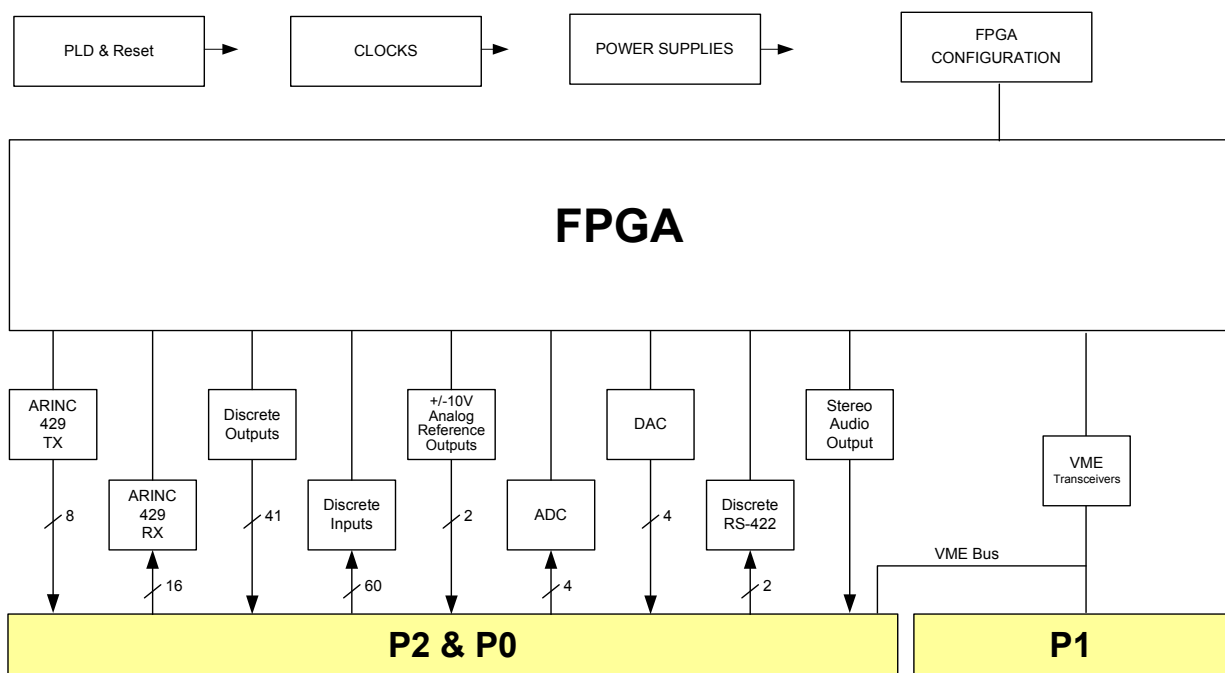 PLD & Reset
CLOCKS
POWER SUPPLIES
FPGA
CONFIGURATION
FPGA
ARINC
429
TX
Discrete
Outputs
+/-10V
Analog
Reference
Outputs
DAC
Stereo
Audio
Output
VME
Transceivers
ARINC
429
RX
Discrete
Inputs
ADC
Discrete
RS-422
8
41
2
4
VME Bus
16
60
4
2
P2 & P0
P1